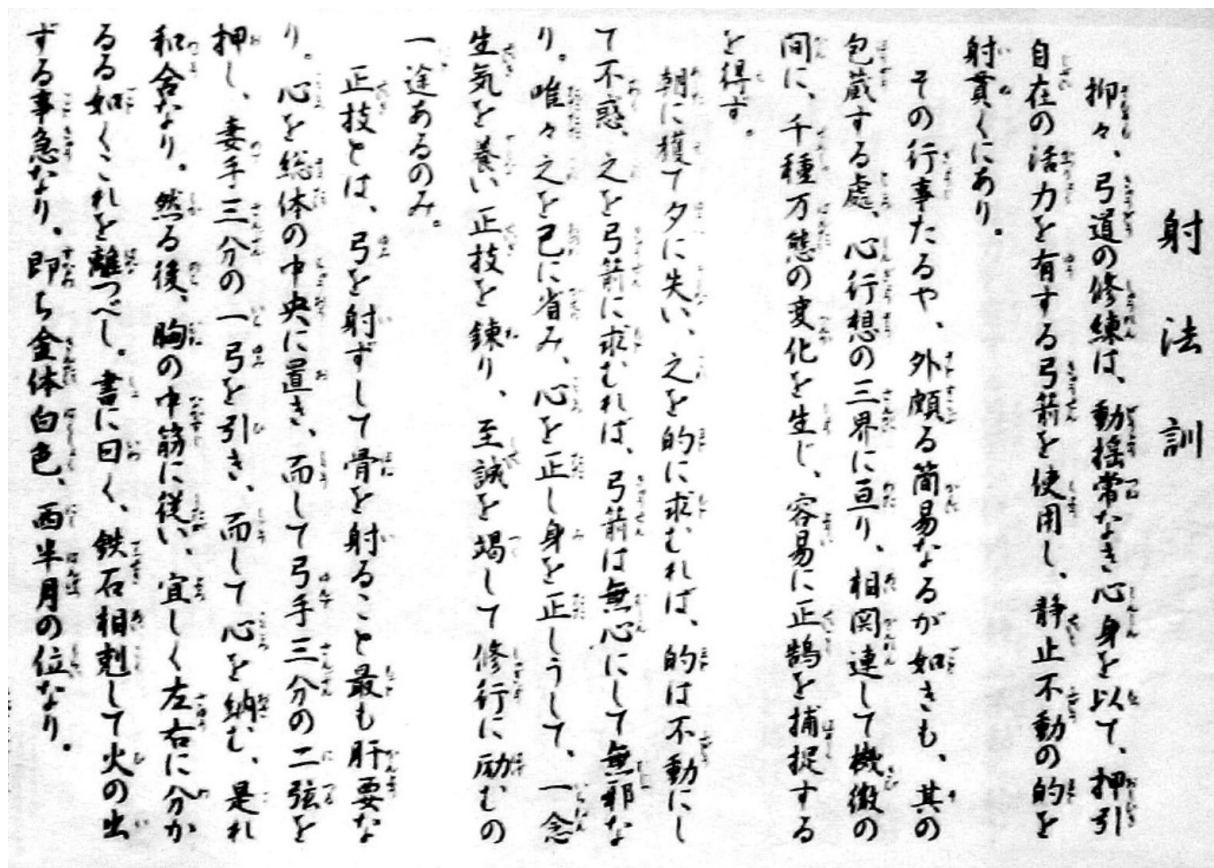 射法訓
抑々、弓道の修練は、動揺常なき心身を以て、押引
自在の活力を有する弓箭を使用し、静止不動の的を
射貫くにあり。
その行事たるや、外頗る簡易なるが如きも、其の
包蔵する處、心行想の三界に亘り、相関連して機微の
間に、千種万態の変化を生じ、容易に正鵠を捕捉する
を得ず。
朝に獲て夕に失い、之を的に求むれば、的は不動にし
て不惑、之を弓箭に求むれば、弓箭は無心にして無邪な
り。唯々之を己に省み、心を正し身を正しうして、一念
生気を養い正技を錬り、至誠を竭して修行に励むの
一途あるのみ。
正技とは、弓を射ずして骨を射ること最も肝要な
り。心を総体の中央に置き、而して弓手三分の二弦を
押し、妻手三分の一弓を引き、而して心を納む、是れ
和合なり。然る後、胸の中筋に従い、宜しく左右に分か
るる如くこれを離つべし。書に曰く、鉄石相剋して火の出
ずる事急なり。即ち金体白色、西半月の位なり。